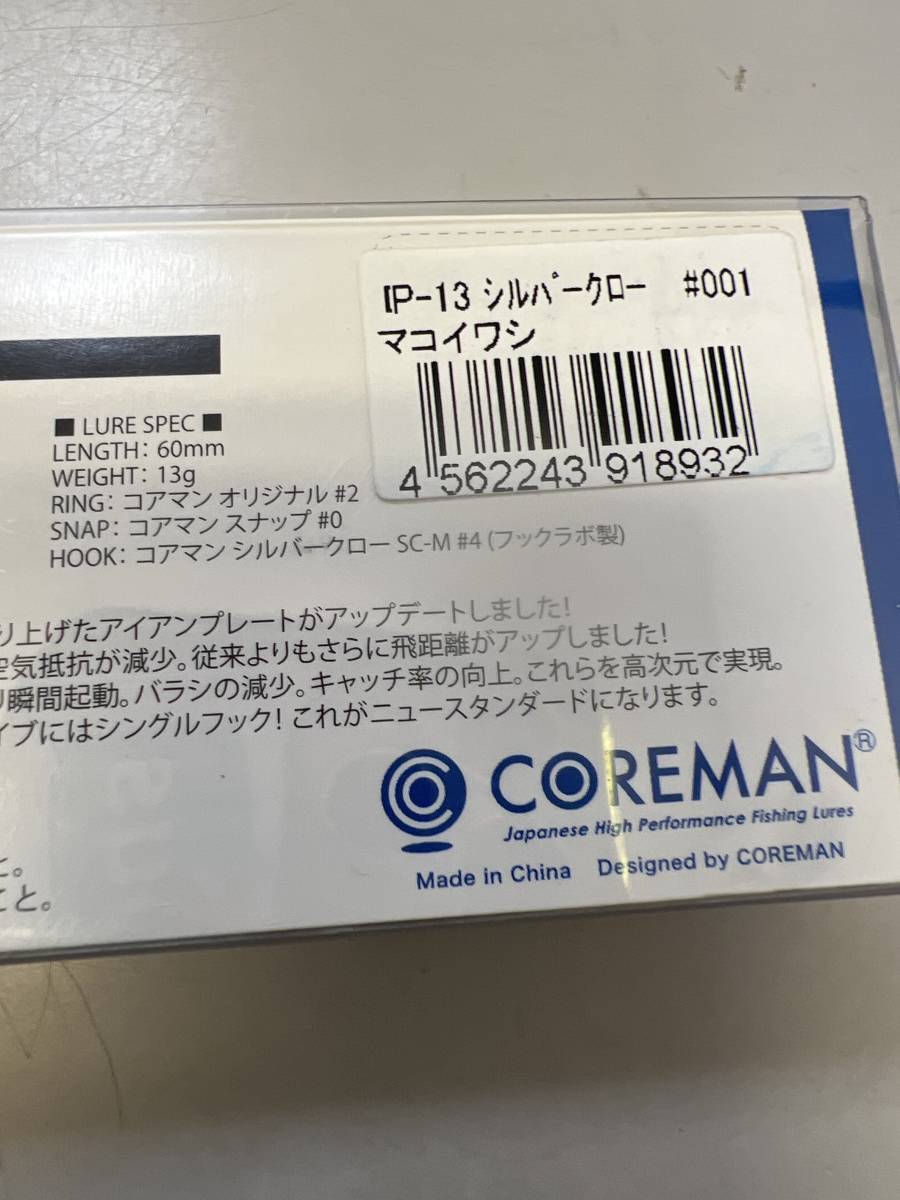 IP-13 シルバークロー #001
マコイワシ
4 562243 918932
■ LURE SPEC ■
LENGTH: 60mm
WEIGHT: 13g
RING: コアマン オリジナル #2
SNAP: コアマン スナップ #0
HOOK: コアマン シルバークロー SC-M #4 (フックラボ製)
り上げたアイアンプレートがアップデートしました!
空気抵抗が減少。従来よりもさらに飛距離がアップしました!
り瞬間起動。バラシの減少。キャッチ率の向上。これらを高次元で実現。
イブにはシングルフック! これがニュースタンダードになります。
COREMAN®
Japanese High Performance Fishing Lures
Made in China Designed by COREMAN
こと。